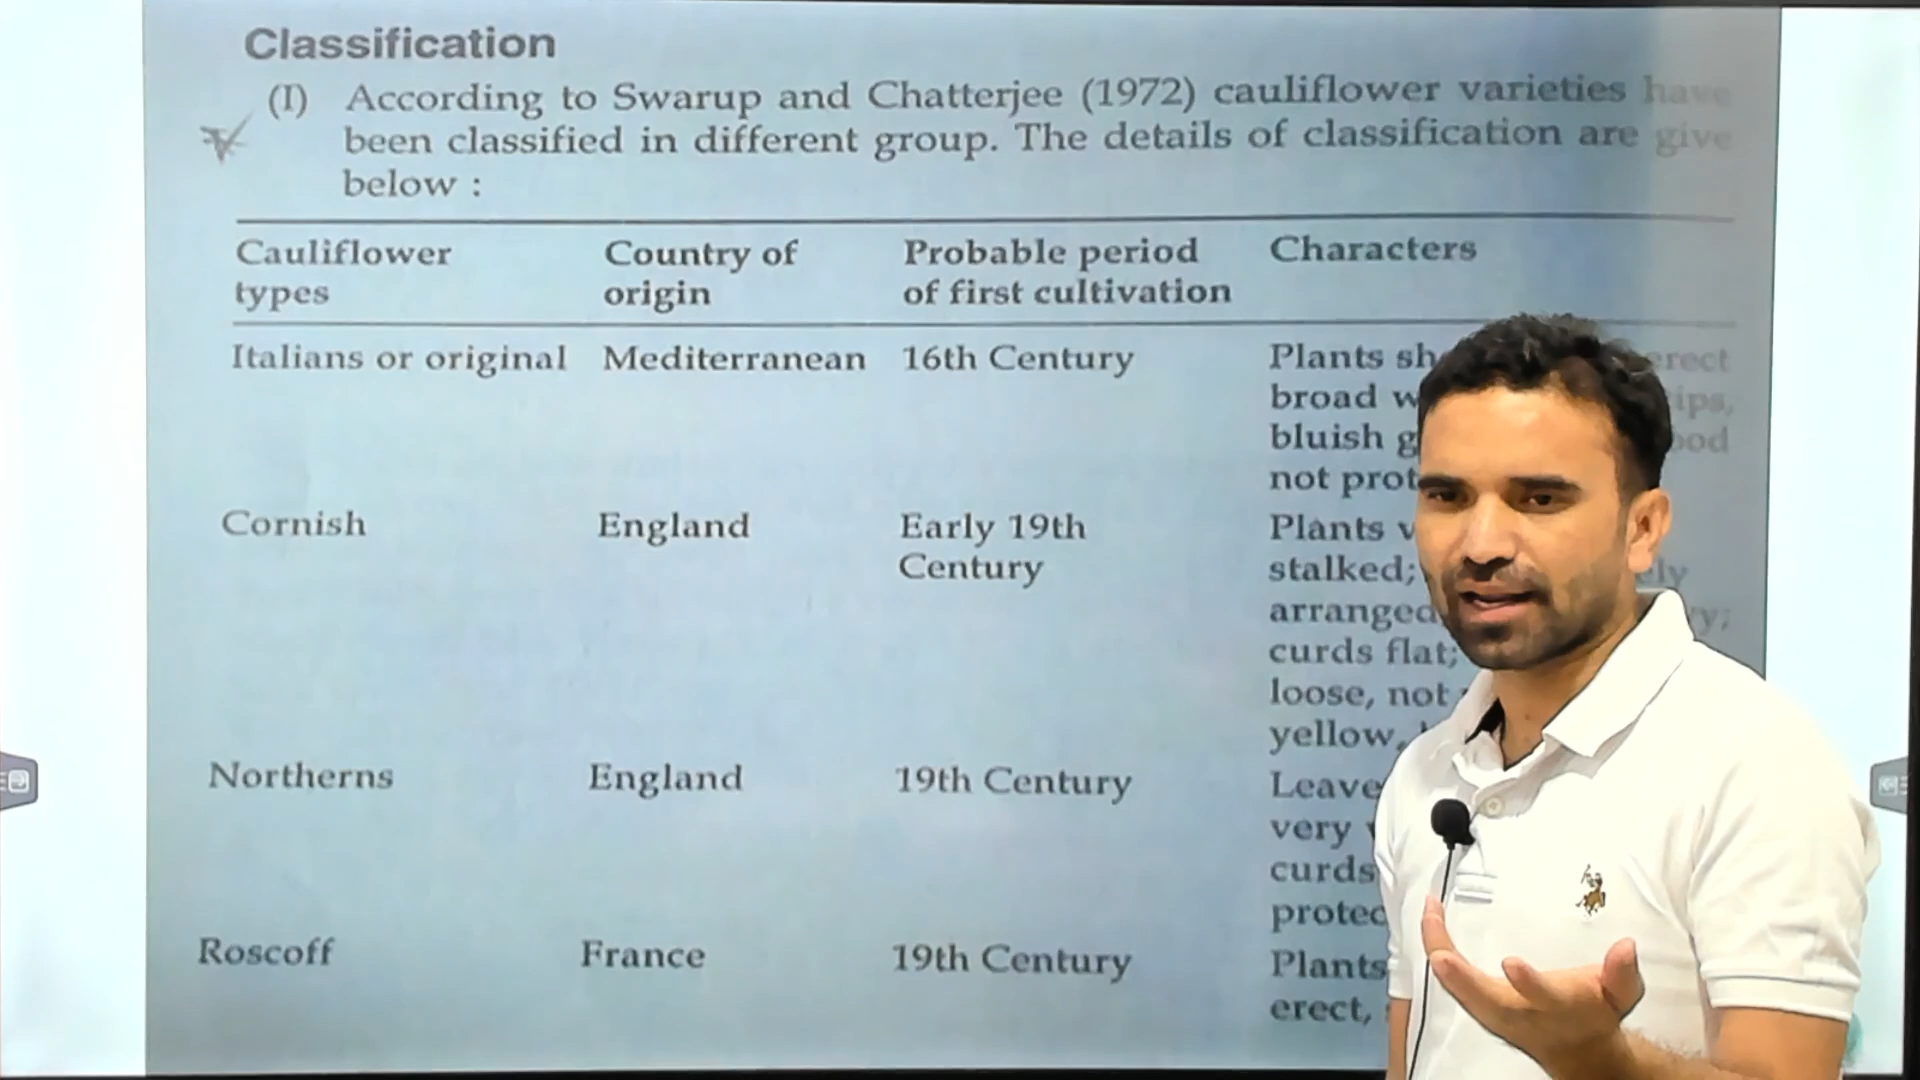 Classification
(I) According to Swarup and Chatterjee (1972) cauliflower varieties have
been classified in different group. The details of classification are give
below :
Cauliflower types
Country of origin
Probable period of first cultivation
Characters
Italians or original Mediterranean 16th Century Plants erect
broad
bluish
not
Cornish England Early 19th Century Plants
stalked;
arranged
curds flat;
loose, not
yellow,
Northerns England 19th Century
very
curds
Roscoff France 19th Century Plants
erect,